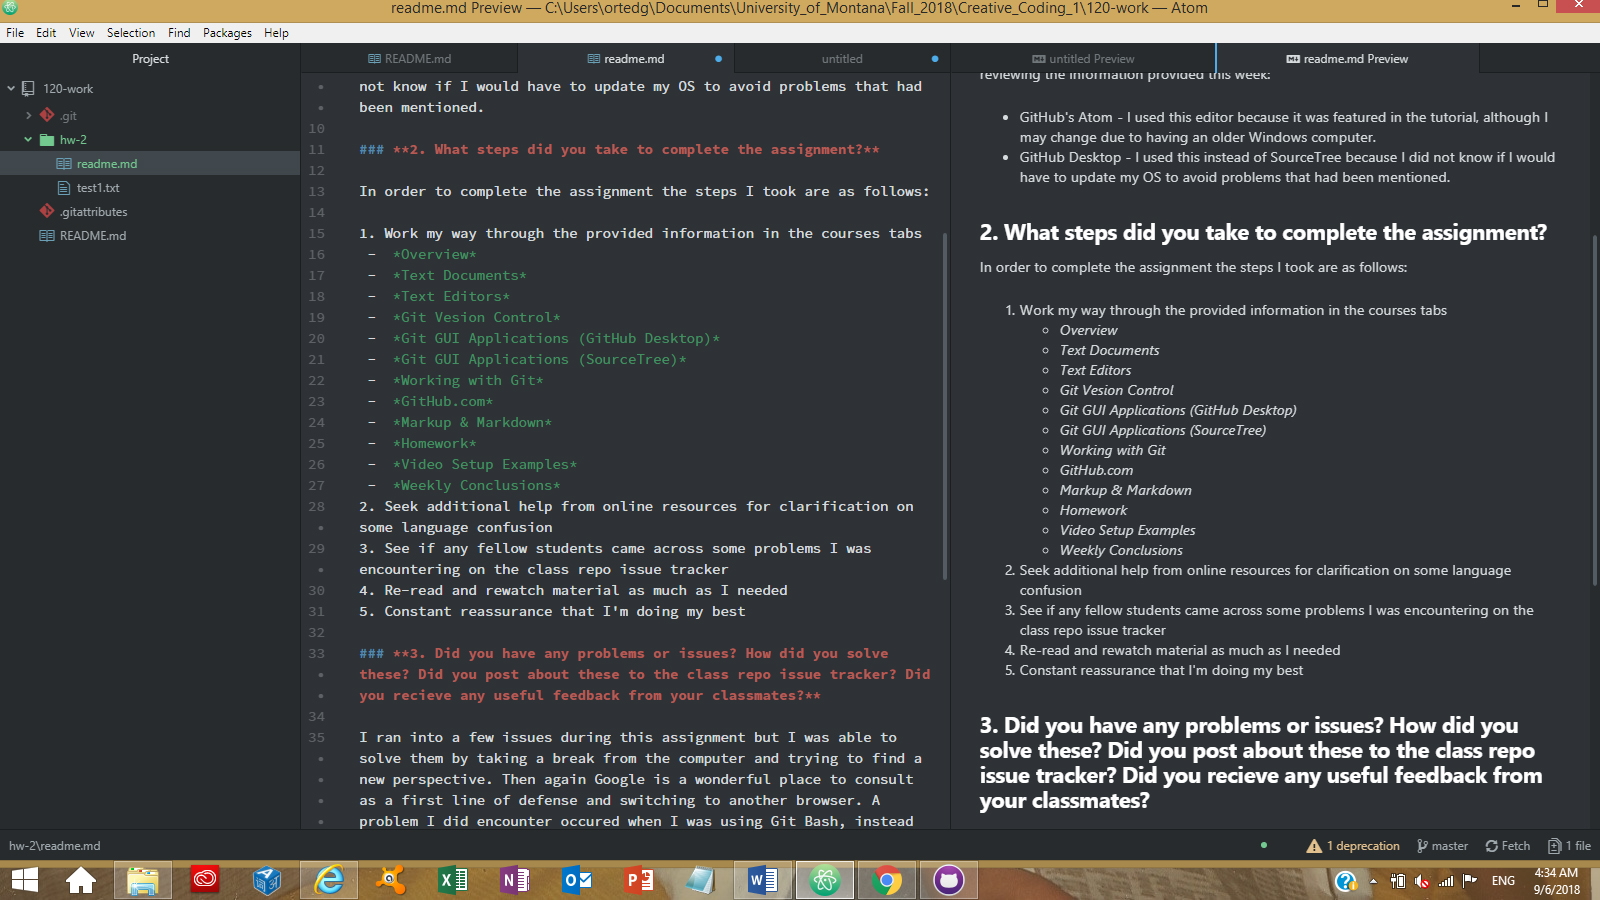 readme.md Preview — C:\Users\ortedg\Documents\University_of_Montana\Fall_2018\Creative_Coding_1\120-work — Atom
File Edit View Selection Find Packages Help
Project
120-work
.git
hw-2
readme.md
test1.txt
.gitattributes
README.md
README.md
readme.md
untitled
untitled Preview
readme.md Preview
not know if I would have to update my OS to avoid problems that had
been mentioned.
10
11 ### **2. What steps did you take to complete the assignment?**
12
13 In order to complete the assignment the steps I took are as follows:
14
15 1. Work my way through the provided information in the courses tabs
16 - *Overview*
17 - *Text Documents*
18 - *Text Editors*
19 - *Git Vesion Control*
20 - *Git GUI Applications (GitHub Desktop)*
21 - *Git GUI Applications (SourceTree)*
22 - *Working with Git*
23 - *GitHub.com*
24 - *Markup & Markdown*
25 - *Homework*
26 - *Video Setup Examples*
27 - *Weekly Conclusions*
28 2. Seek additional help from online resources for clarification on
some language confusion
29 3. See if any fellow students came across some problems I was
encountering on the class repo issue tracker
30 4. Re-read and rewatch material as much as I needed
31 5. Constant reassurance that I'm doing my best
32
33 ### **3. Did you have any problems or issues? How did you solve
these? Did you post about these to the class repo issue tracker? Did
you recieve any useful feedback from your classmates?**
34
35 I ran into a few issues during this assignment but I was able to
solve them by taking a break from the computer and trying to find a
new perspective. Then again Google is a wonderful place to consult
as a first line of defense and switching to another browser. A
problem I did encounter occured when I was using Git Bash, instead
reviewing the information provided this week:
• GitHub's Atom - I used this editor because it was featured in the tutorial, although I
may change due to having an older Windows computer.
• GitHub Desktop - I used this instead of SourceTree because I did not know if I would
have to update my OS to avoid problems that had been mentioned.
2. What steps did you take to complete the assignment?
In order to complete the assignment the steps I took are as follows:
1. Work my way through the provided information in the courses tabs
Overview
Text Documents
Text Editors
Git Vesion Control
Git GUI Applications (GitHub Desktop)
Git GUI Applications (SourceTree)
Working with Git
GitHub.com
Markup & Markdown
Homework
Video Setup Examples
Weekly Conclusions
2. Seek additional help from online resources for clarification on some language
confusion
3. See if any fellow students came across some problems I was encountering on the
class repo issue tracker
4. Re-read and rewatch material as much as I needed
5. Constant reassurance that I'm doing my best
3. Did you have any problems or issues? How did you
solve these? Did you post about these to the class repo
issue tracker? Did you recieve any useful feedback from
your classmates?
hw-2\readme.md
1 deprecation
master
Fetch
1 file
ENG
4:34 AM
9/6/2018